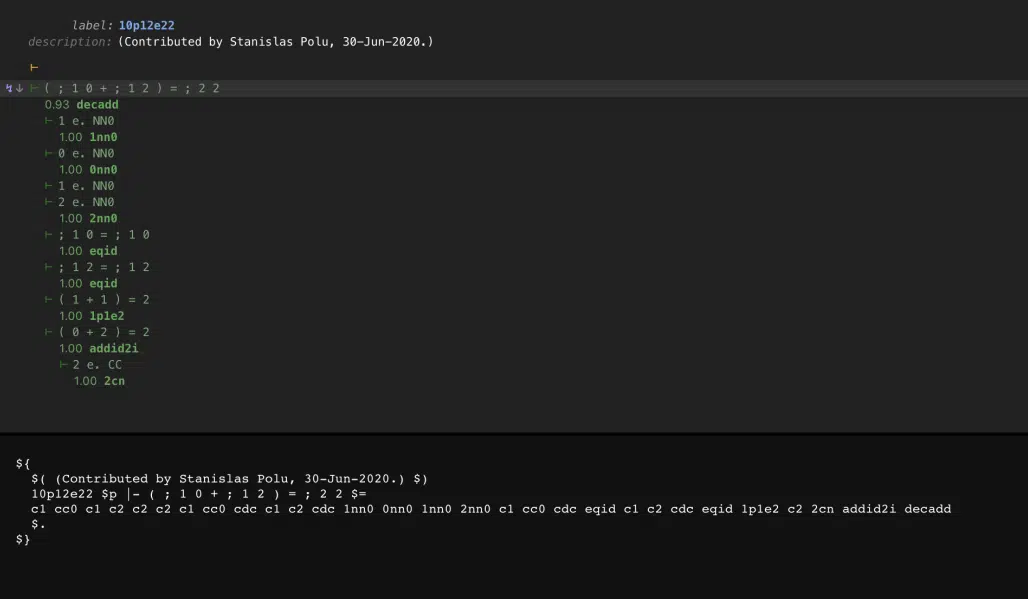 label: 10p12e22
description: (Contributed by Stanislas Polu, 30-Jun-2020.)
⊢
↯↓ ⊢ ( ; 1 0 + ; 1 2 ) = ; 2 2
0.93 decadd
⊢ 1 e. NN0
1.00 1nn0
⊢ 0 e. NN0
1.00 0nn0
⊢ 1 e. NN0
⊢ 2 e. NN0
1.00 2nn0
⊢ ; 1 0 = ; 1 0
1.00 eqid
⊢ ; 1 2 = ; 1 2
1.00 eqid
⊢ ( 1 + 1 ) = 2
1.00 1p1e2
⊢ ( 0 + 2 ) = 2
1.00 addid2i
⊢ 2 e. CC
1.00 2cn
${
$( (Contributed by Stanislas Polu, 30-Jun-2020.) $)
10p12e22 $p |- ( ; 1 0 + ; 1 2 ) = ; 2 2 $=
c1 cc0 c1 c2 c2 c2 c1 cc0 cdc c1 c2 cdc 1nn0 0nn0 1nn0 2nn0 c1 cc0 cdc eqid c1 c2 cdc eqid 1p1e2 c2 2cn addid2i decadd
$.
$}